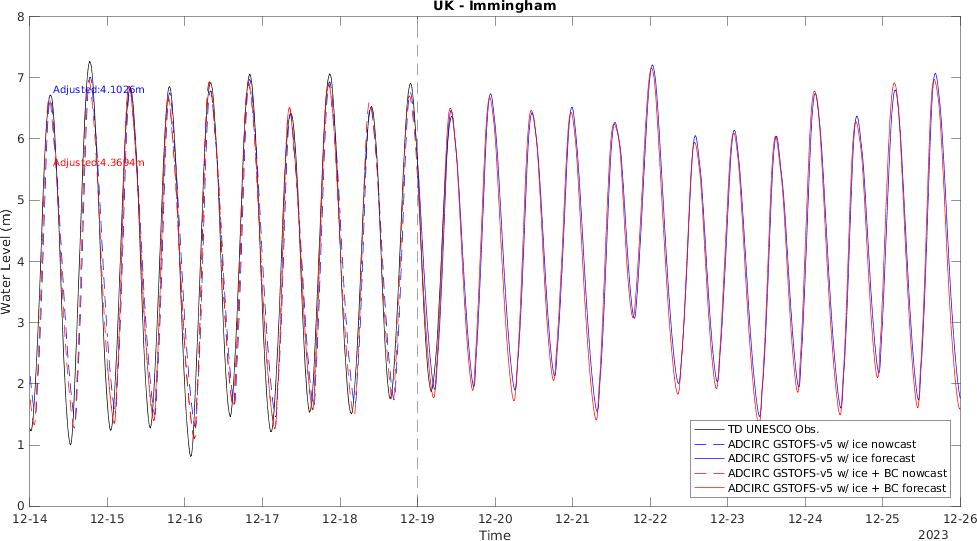 UK - Immingham
8
7
6
5
4
3
2
1
0
Water Level (m)
Adjusted:4.1026m
Adjusted:4.3694m
TD UNESCO Obs.
ADCIRC GSTOFS-v5 w/ ice nowcast
ADCIRC GSTOFS-v5 w/ ice forecast
ADCIRC GSTOFS-v5 w/ ice + BC nowcast
ADCIRC GSTOFS-v5 w/ ice + BC forecast
12-14 12-15 12-16 12-17 12-18 12-19 12-20 12-21 12-22 12-23 12-24 12-25 12-26
Time
2023